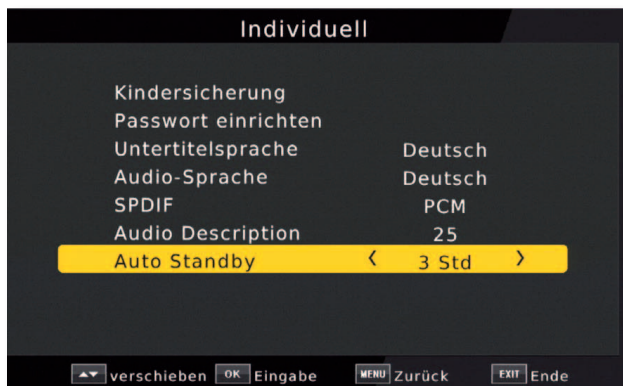 Individuell
Kindersicherung
Passwort einrichten
Untertitelsprache Deutsch
Audio-Sprache Deutsch
SPDIF PCM
Audio Description 25
Auto Standby < 3 Std >
▲▼ verschieben OK Eingabe MENU Zurück EXIT Ende